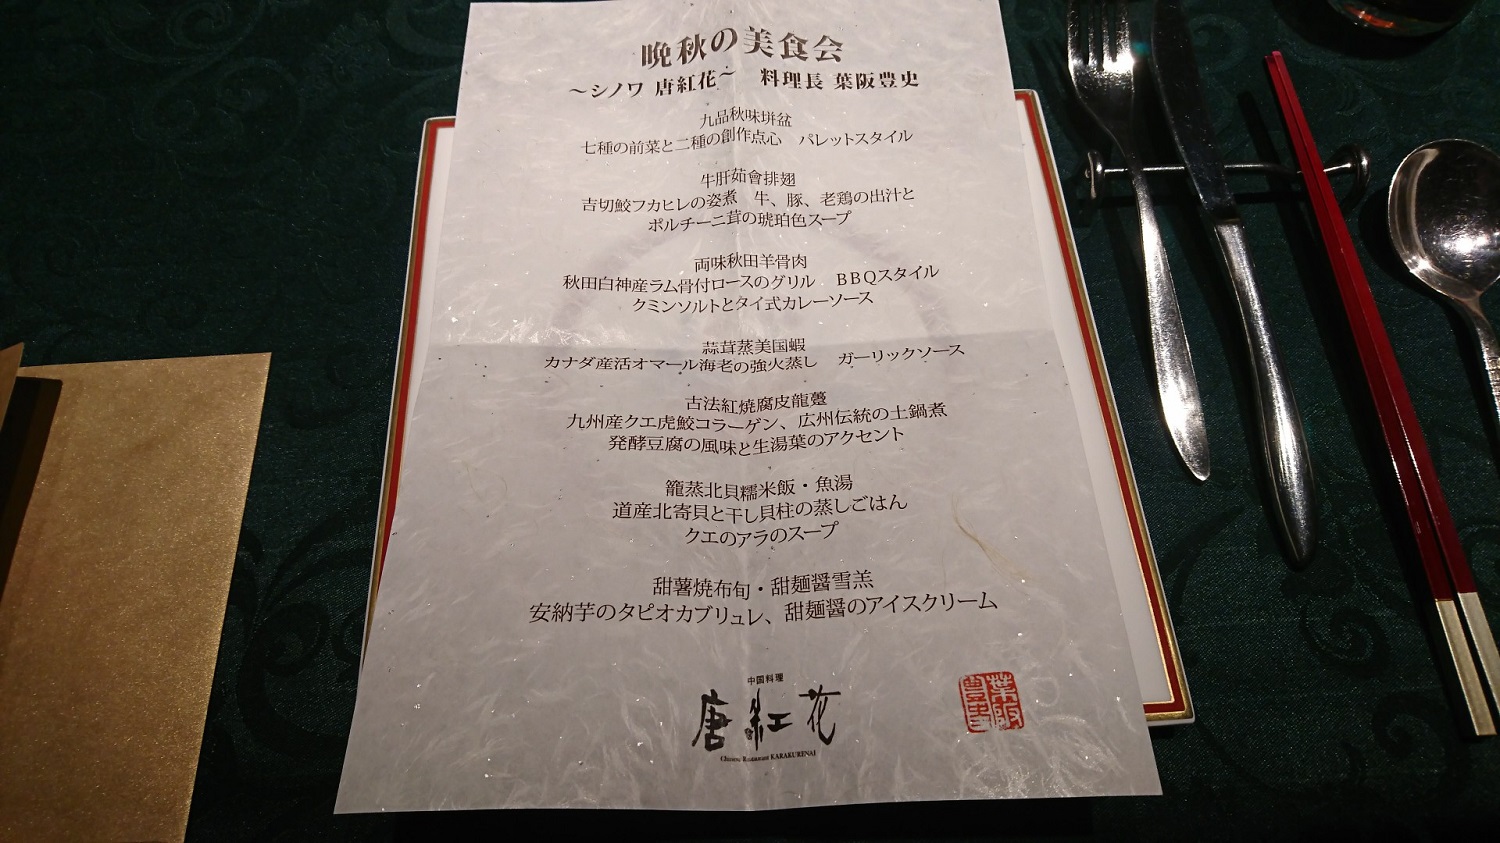 晩秋の美食会
～シノワ 唐紅花～　料理長 葉阪豊史
九品秋味拼盆
七種の前菜と二種の創作点心　パレットスタイル
牛肝茹會排翅
吉切鮫フカヒレの姿煮　牛、豚、老鶏の出汁と
ポルチーニ茸の琥珀色スープ
両味秋田羊骨肉
秋田白神産ラム骨付ロースのグリル　BBQスタイル
クミンソルトとタイ式カレーソース
蒜茸蒸美国蝦
カナダ産活オマール海老の強火蒸し　ガーリックソース
古法紅焼腐皮龍躉
九州産クエ虎鮫コラーゲン、広州伝統の土鍋煮
発酵豆腐の風味と生湯葉のアクセント
籠蒸北貝糯米飯・魚湯
道産北寄貝と干し貝柱の蒸しごはん
クエのアラのスープ
甜薯焼布旬・甜麺醤雪羔
安納芋のタピオカブリュレ、甜麺醤のアイスクリーム
中国料理
唐紅花
Chinese Restaurant KARAKURENAI
葉阪豊史